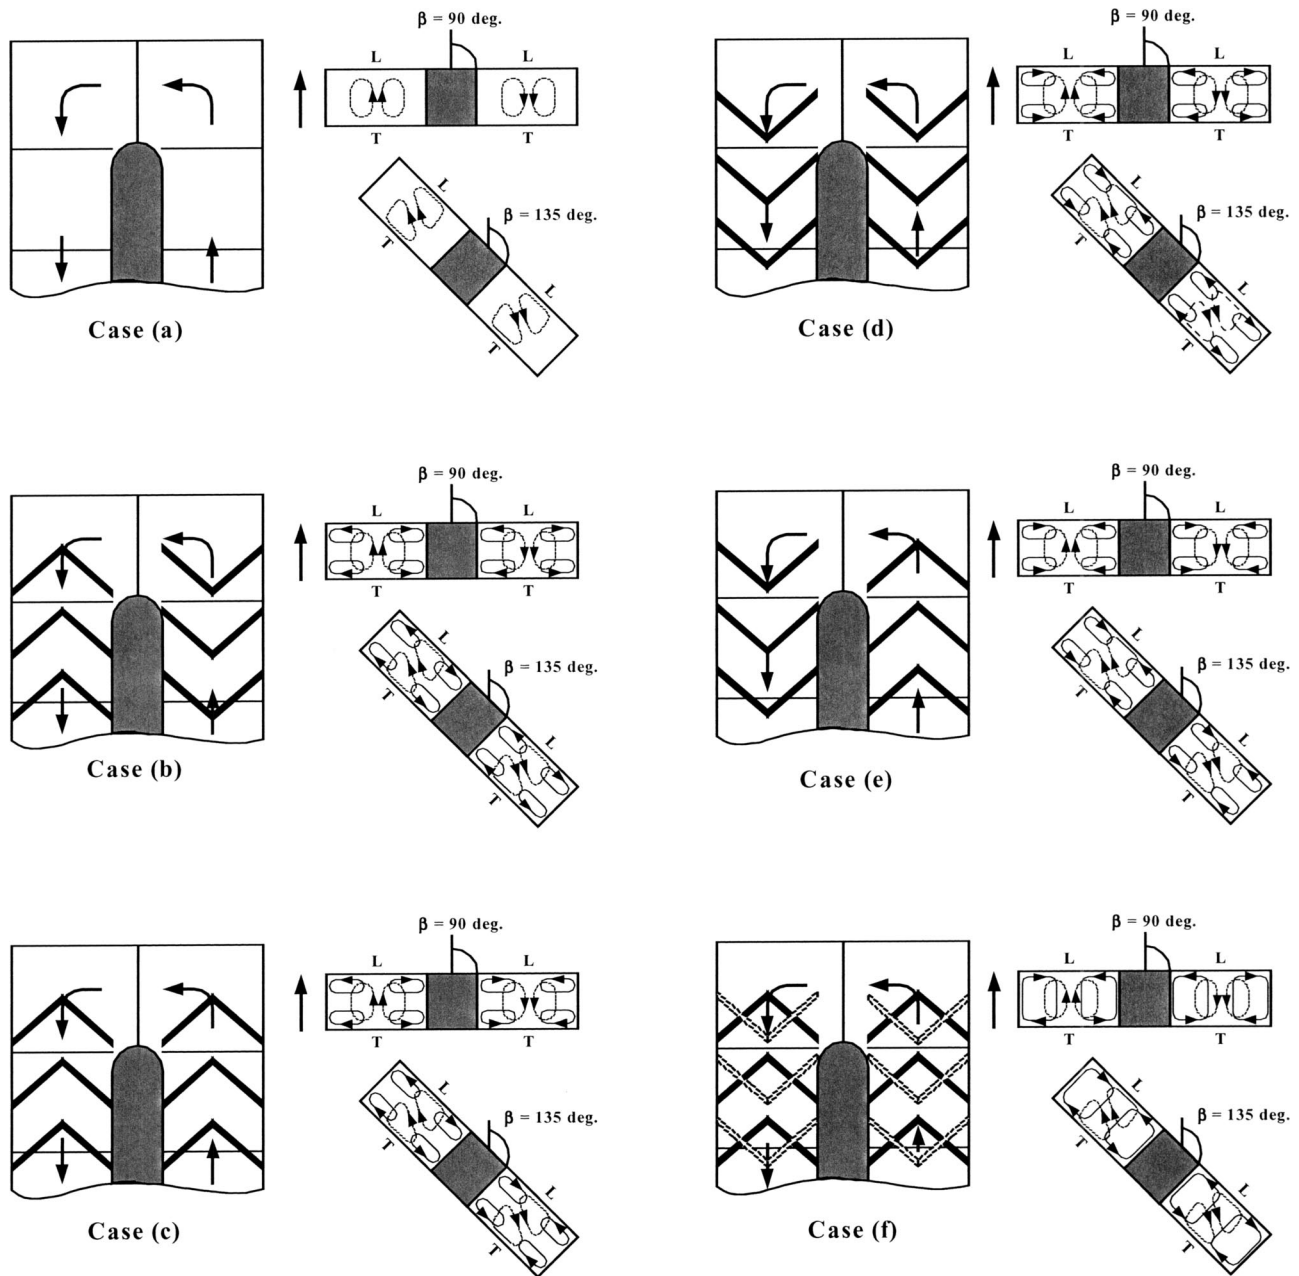 β = 90 deg.
L
L
T
T
L
β = 135 deg.
T
L
T
Case (a)
β = 90 deg.
L
L
T
T
L
β = 135 deg.
T
L
T
Case (d)
β = 90 deg.
L
L
T
T
L
β = 135 deg.
T
L
T
Case (b)
β = 90 deg.
L
L
T
T
L
β = 135 deg.
T
L
T
Case (e)
β = 90 deg.
L
L
T
T
L
β = 135 deg.
T
L
T
Case (c)
β = 90 deg.
L
L
T
T
L
β = 135 deg.
T
L
T
Case (f)